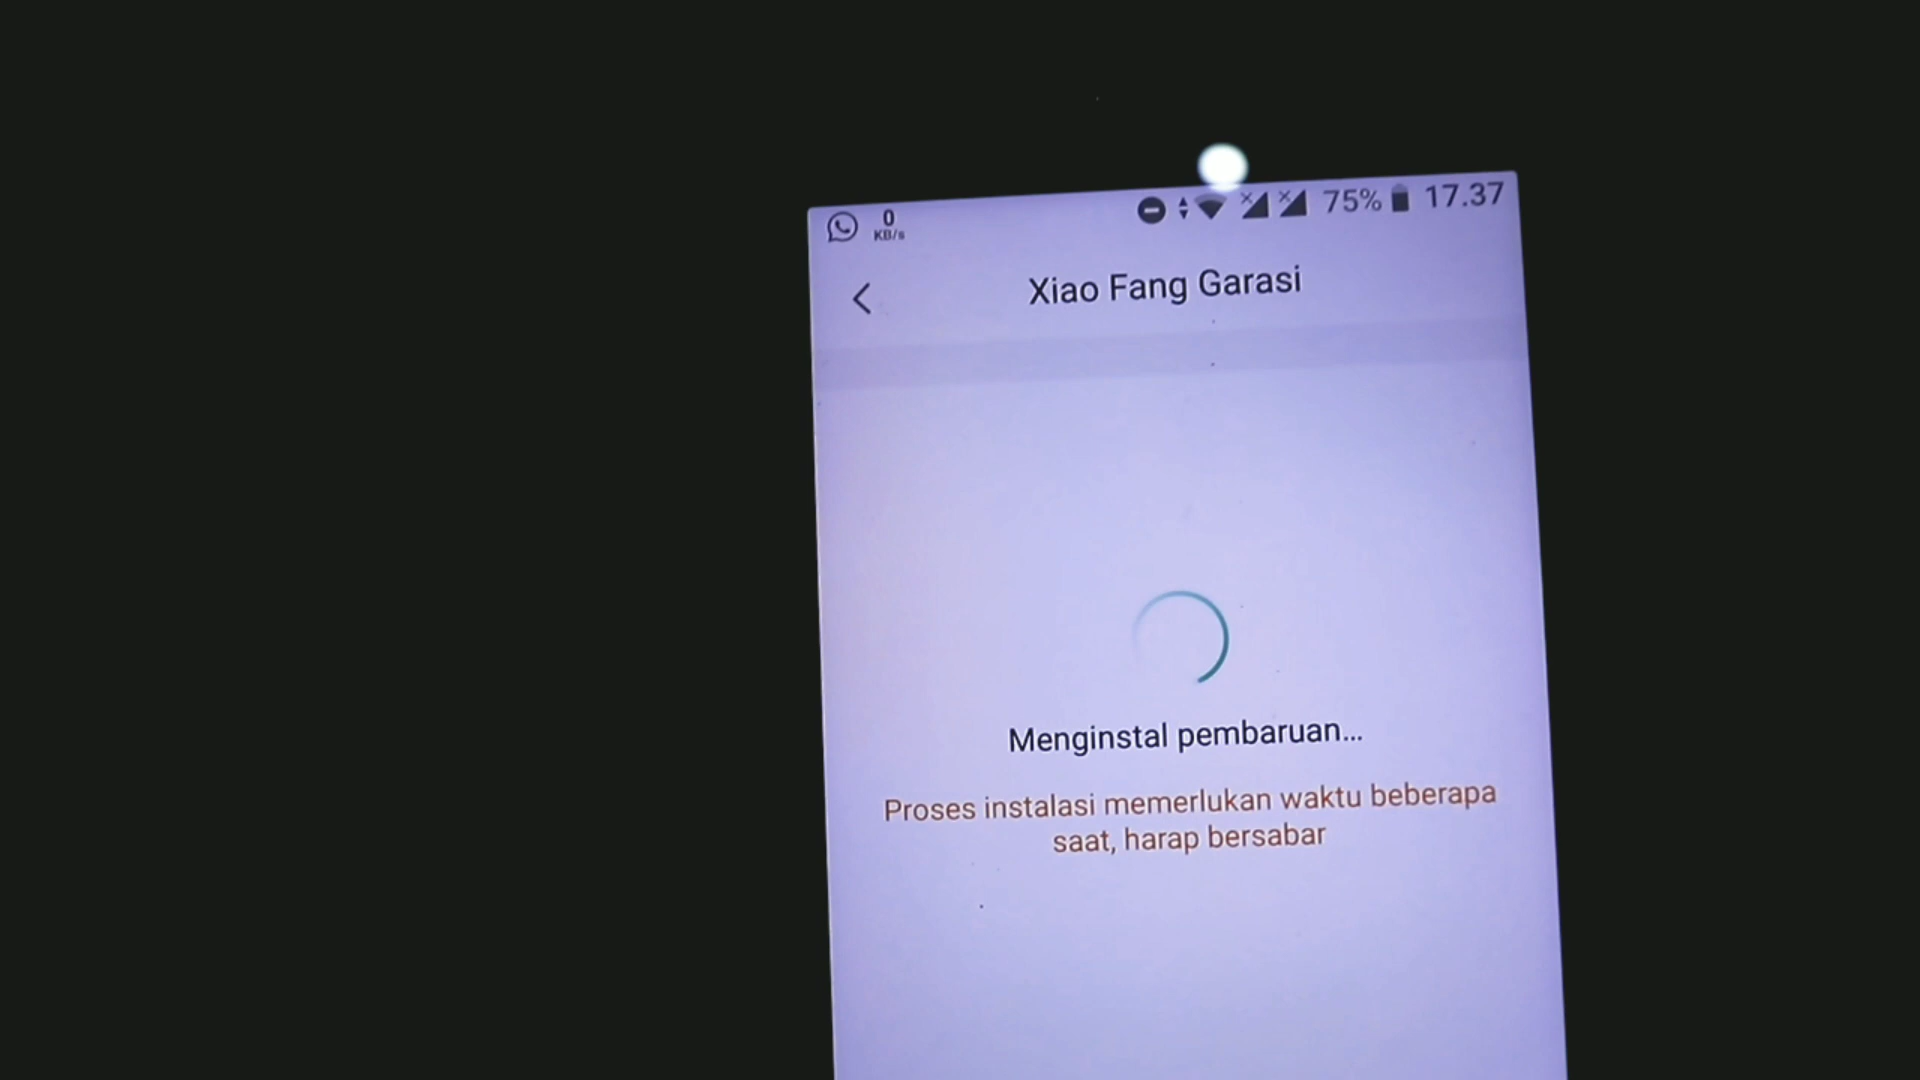 0
KB/s
75% 17.37
Xiao Fang Garasi
Menginstal pembaruan...
Proses instalasi memerlukan waktu beberapa
saat, harap bersabar